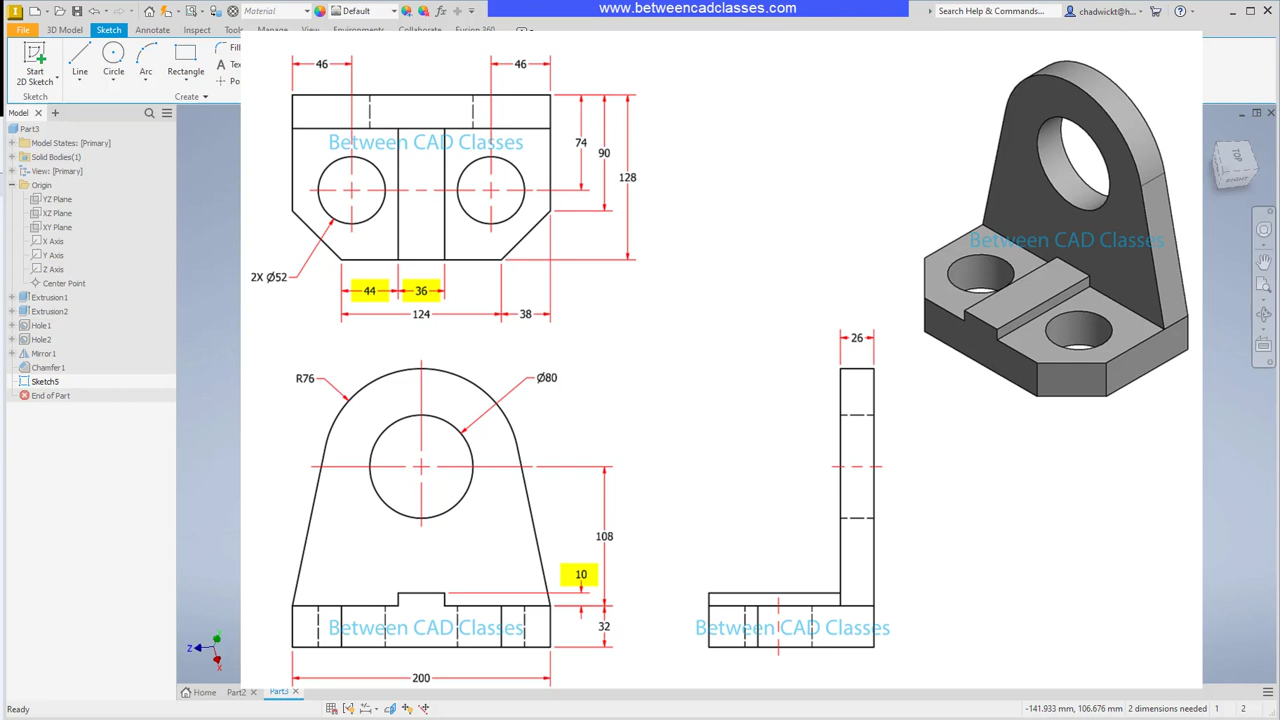 www.betweencadclasses.com
Material
Default
Search Help & Commands...
chadwickt@h...
File
3D Model
Sketch
Annotate
Inspect
Start
2D Sketch
Line
Circle
Arc
Rectangle
Sketch
Create
Model
Part3
Model States: [Primary]
Solid Bodies(1)
View: [Primary]
Origin
YZ Plane
XZ Plane
XY Plane
X Axis
Y Axis
Z Axis
Center Point
Extrusion1
Extrusion2
Hole1
Hole2
Mirror1
Chamfer1
Sketch5
End of Part
46
46
Between CAD Classes
74
90
128
2X Ø52
44
36
124
38
TOP
Between CAD Classes
R76
Ø80
108
10
32
Between CAD Classes
200
26
Between CAD Classes
Z
Y
X
Home
Part2
Part3
Ready
-141.933 mm, 106.676 mm
2 dimensions needed
1
2